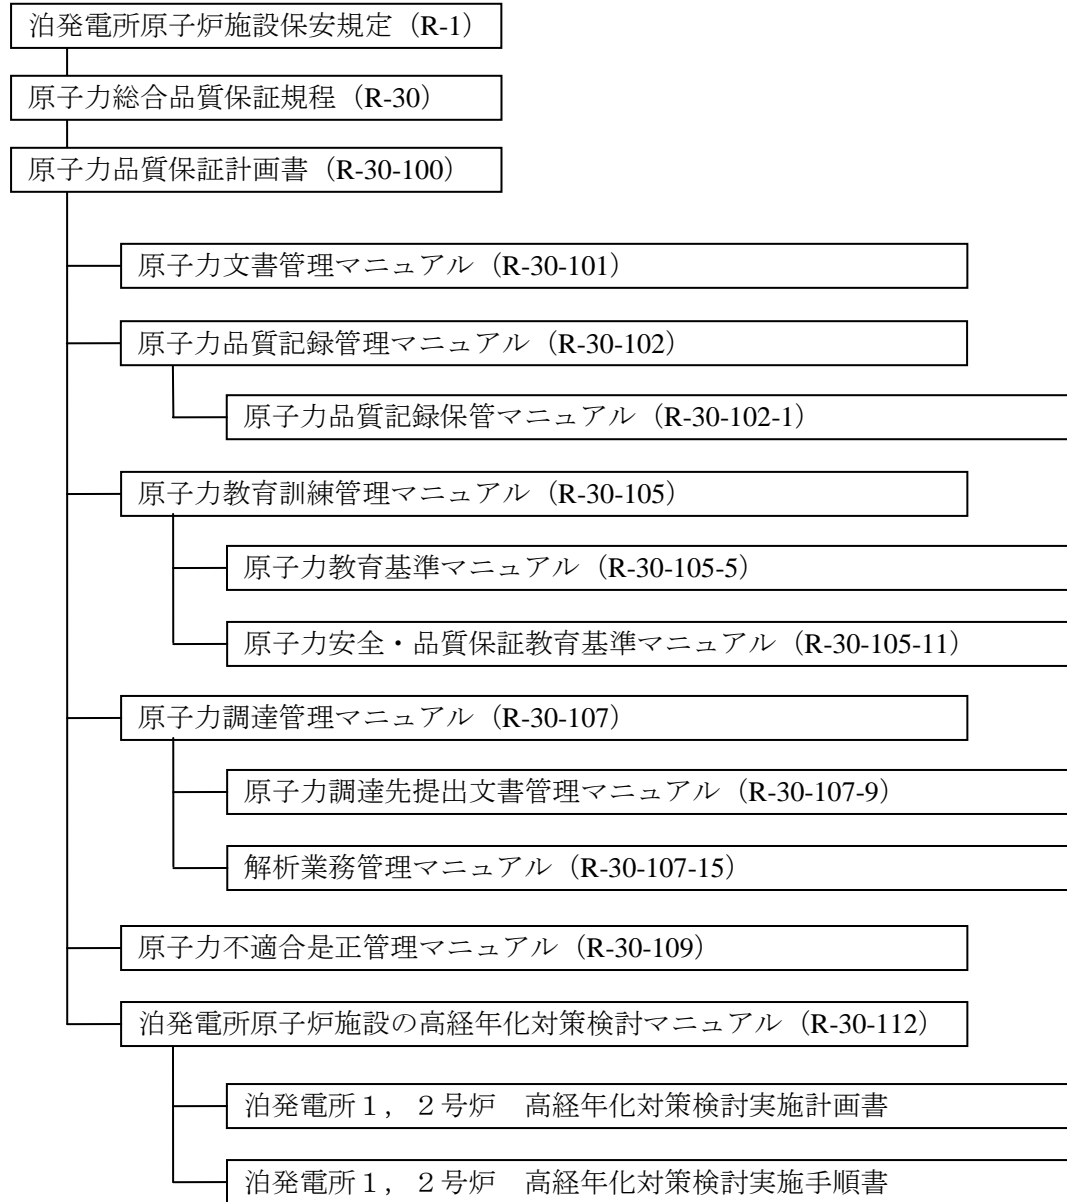 泊発電所原子炉施設保安規定（R-1）
原子力総合品質保証規程（R-30）
原子力品質保証計画書（R-30-100）
原子力文書管理マニュアル（R-30-101）
原子力品質記録管理マニュアル（R-30-102）
原子力品質記録保管マニュアル（R-30-102-1）
原子力教育訓練管理マニュアル（R-30-105）
原子力教育基準マニュアル（R-30-105-5）
原子力安全・品質保証教育基準マニュアル（R-30-105-11）
原子力調達管理マニュアル（R-30-107）
原子力調達先提出文書管理マニュアル（R-30-107-9）
解析業務管理マニュアル（R-30-107-15）
原子力不適合是正管理マニュアル（R-30-109）
泊発電所原子炉施設の高経年化対策検討マニュアル（R-30-112）
泊発電所１，２号炉　高経年化対策検討実施計画書
泊発電所１，２号炉　高経年化対策検討実施手順書